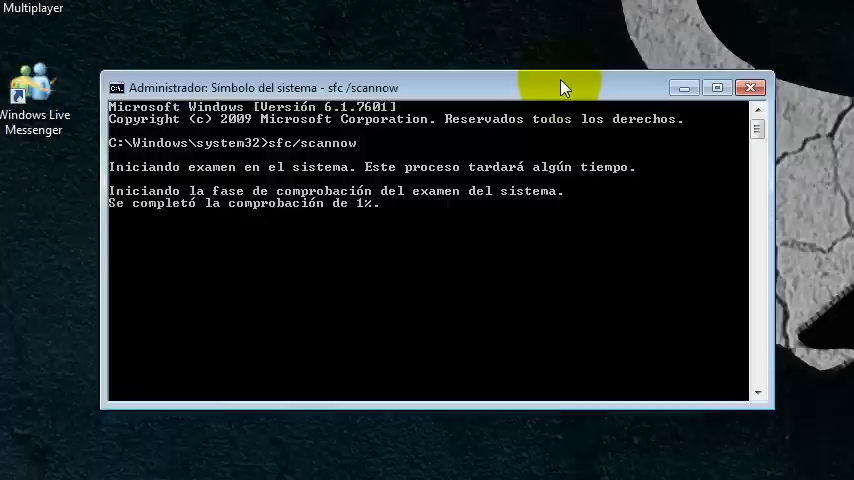 Multiplayer
Windows Live
Messenger
Administrador: Símbolo del sistema - sfc /scannow
Microsoft Windows [Versión 6.1.7601]
Copyright (c) 2009 Microsoft Corporation. Reservados todos los derechos.
C:\Windows\system32>sfc/scannow
Iniciando examen en el sistema. Este proceso tardará algún tiempo.
Iniciando la fase de comprobación del examen del sistema.
Se completó la comprobación de 1%.